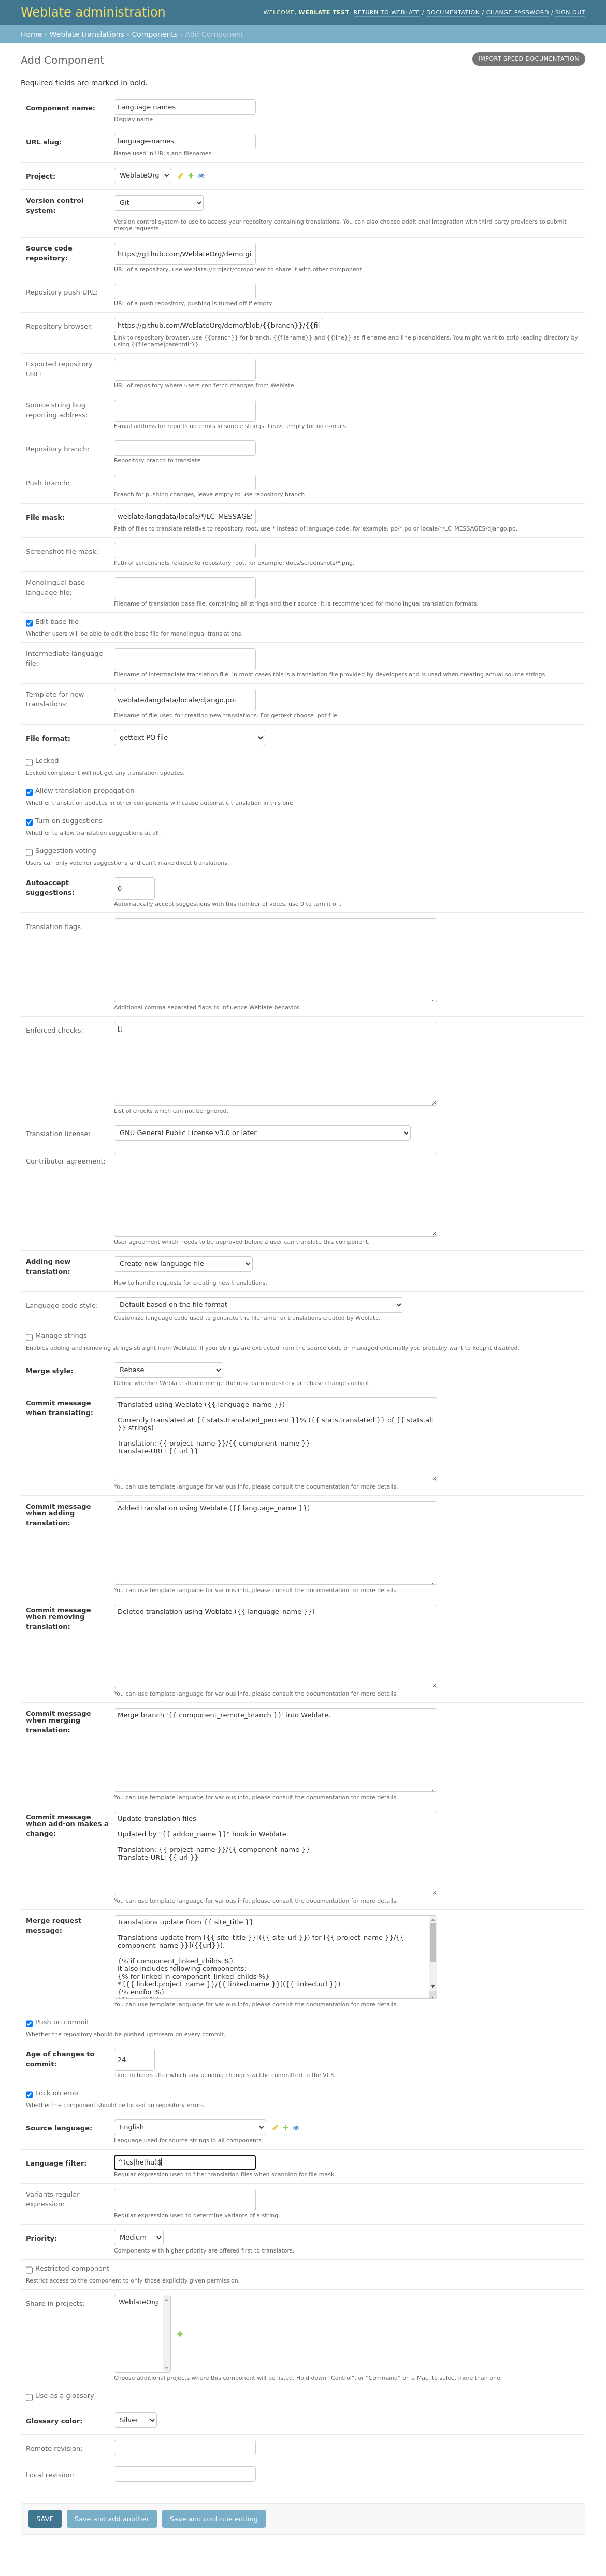 Weblate administration
WELCOME, WEBLATE TEST. RETURN TO WEBLATE / DOCUMENTATION / CHANGE PASSWORD / SIGN OUT
Home › Weblate translations › Components › Add Component
Add Component
IMPORT SPEED DOCUMENTATION
Required fields are marked in bold.
Component name:
Language names
Display name
URL slug:
language-names
Name used in URLs and filenames.
Project:
WeblateOrg
Version control system:
Git
Version control system to use to access your repository containing translations. You can also choose additional integration with third party providers to submit merge requests.
Source code repository:
https://github.com/WeblateOrg/demo.gi
URL of a repository, use weblate://project/component to share it with other component.
Repository push URL:
URL of a push repository, pushing is turned off if empty.
Repository browser:
https://github.com/WeblateOrg/demo/blob/{{branch}}/{{fil
Link to repository browser, use {{branch}} for branch, {{filename}} and {{line}} as filename and line placeholders. You might want to strip leading directory by using {{filename|parentdir}}.
Exported repository URL:
URL of repository where users can fetch changes from Weblate
Source string bug reporting address:
E-mail address for reports on errors in source strings. Leave empty for no e-mails.
Repository branch:
Repository branch to translate
Push branch:
Branch for pushing changes, leave empty to use repository branch
File mask:
weblate/langdata/locale/*/LC_MESSAGES
Path of files to translate relative to repository root, use * instead of language code, for example: po/*.po or locale/*/LC_MESSAGES/django.po.
Screenshot file mask:
Path of screenshots relative to repository root, for example: docs/screenshots/*.png.
Monolingual base language file:
Filename of translation base file, containing all strings and their source; it is recommended for monolingual translation formats.
Edit base file
Whether users will be able to edit the base file for monolingual translations.
Intermediate language file:
Filename of intermediate translation file. In most cases this is a translation file provided by developers and is used when creating actual source strings.
Template for new translations:
weblate/langdata/locale/django.pot
Filename of file used for creating new translations. For gettext choose .pot file.
File format:
gettext PO file
Locked
Locked component will not get any translation updates.
Allow translation propagation
Whether translation updates in other components will cause automatic translation in this one
Turn on suggestions
Whether to allow translation suggestions at all.
Suggestion voting
Users can only vote for suggestions and can't make direct translations.
Autoaccept suggestions:
0
Automatically accept suggestions with this number of votes, use 0 to turn it off.
Translation flags:
Additional comma-separated flags to influence Weblate behavior.
Enforced checks:
[]
List of checks which can not be ignored.
Translation license:
GNU General Public License v3.0 or later
Contributor agreement:
User agreement which needs to be approved before a user can translate this component.
Adding new translation:
Create new language file
How to handle requests for creating new translations.
Language code style:
Default based on the file format
Customize language code used to generate the filename for translations created by Weblate.
Manage strings
Enables adding and removing strings straight from Weblate. If your strings are extracted from the source code or managed externally you probably want to keep it disabled.
Merge style:
Rebase
Define whether Weblate should merge the upstream repository or rebase changes onto it.
Commit message when translating:
Translated using Weblate ({{ language_name }})
Currently translated at {{ stats.translated_percent }}% ({{ stats.translated }} of {{ stats.all }} strings)
Translation: {{ project_name }}/{{ component_name }}
Translate-URL: {{ url }}
You can use template language for various info, please consult the documentation for more details.
Commit message when adding translation:
Added translation using Weblate ({{ language_name }})
You can use template language for various info, please consult the documentation for more details.
Commit message when removing translation:
Deleted translation using Weblate ({{ language_name }})
You can use template language for various info, please consult the documentation for more details.
Commit message when merging translation:
Merge branch '{{ component_remote_branch }}' into Weblate.
You can use template language for various info, please consult the documentation for more details.
Commit message when add-on makes a change:
Update translation files
Updated by "{{ addon_name }}" hook in Weblate.
Translation: {{ project_name }}/{{ component_name }}
Translate-URL: {{ url }}
You can use template language for various info, please consult the documentation for more details.
Merge request message:
Translations update from {{ site_title }}
Translations update from [{{ site_title }}]({{ site_url }}) for [{{ project_name }}/{{ component_name }}]({{url}}).
{% if component_linked_childs %}
It also includes following components:
{% for linked in component_linked_childs %}
* [{{ linked.project_name }}/{{ linked.name }}]({{ linked.url }})
{% endfor %}
You can use template language for various info, please consult the documentation for more details.
Push on commit
Whether the repository should be pushed upstream on every commit.
Age of changes to commit:
24
Time in hours after which any pending changes will be committed to the VCS.
Lock on error
Whether the component should be locked on repository errors.
Source language:
English
Language used for source strings in all components
Language filter:
^(cs|he|hu)$
Regular expression used to filter translation files when scanning for file mask.
Variants regular expression:
Regular expression used to determine variants of a string.
Priority:
Medium
Components with higher priority are offered first to translators.
Restricted component
Restrict access to the component to only those explicitly given permission.
Share in projects:
WeblateOrg
Choose additional projects where this component will be listed. Hold down “Control”, or “Command” on a Mac, to select more than one.
Use as a glossary
Glossary color:
Silver
Remote revision:
Local revision:
SAVE
Save and add another
Save and continue editing